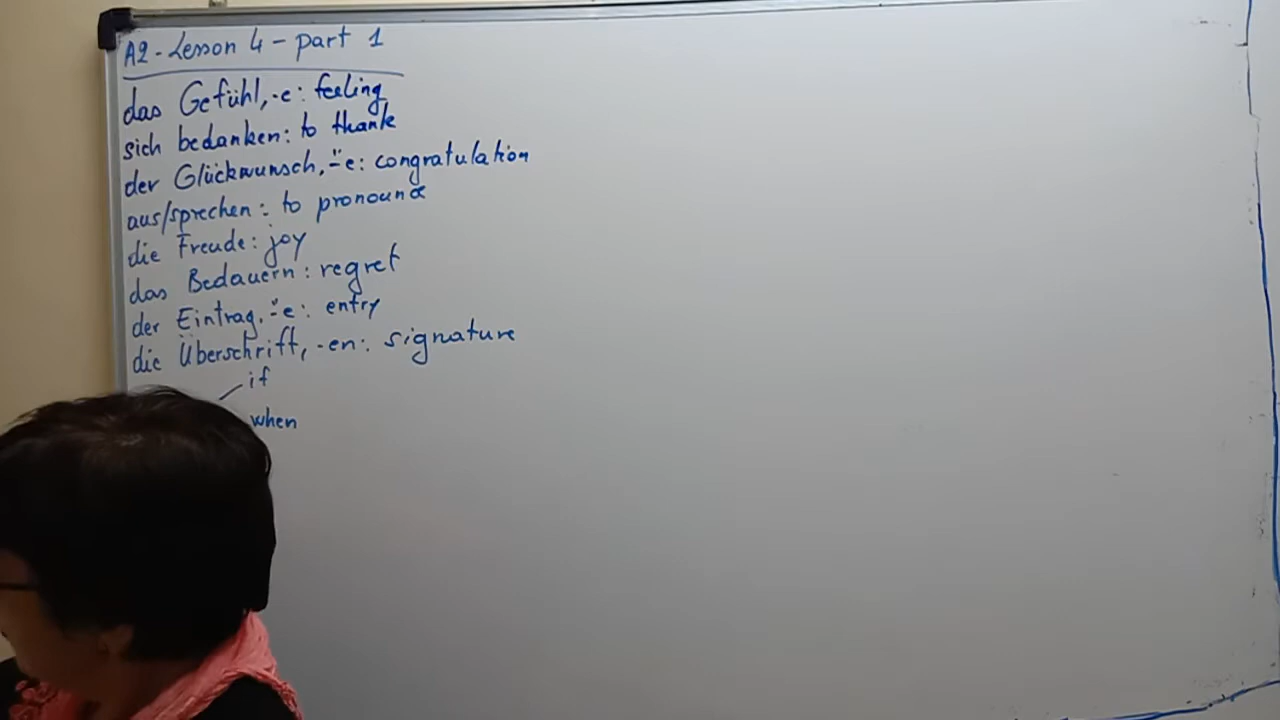 A2 - Lesson 4 - part 1
das Gefühl, -e: feeling
sich bedanken: to thank
der Glückwunsch, ⸚e: congratulation
aus/sprechen: to pronounce
die Freude: joy
das Bedauern: regret
der Eintrag, ⸚e: entry
die Überschrift, -en: signature
if
when